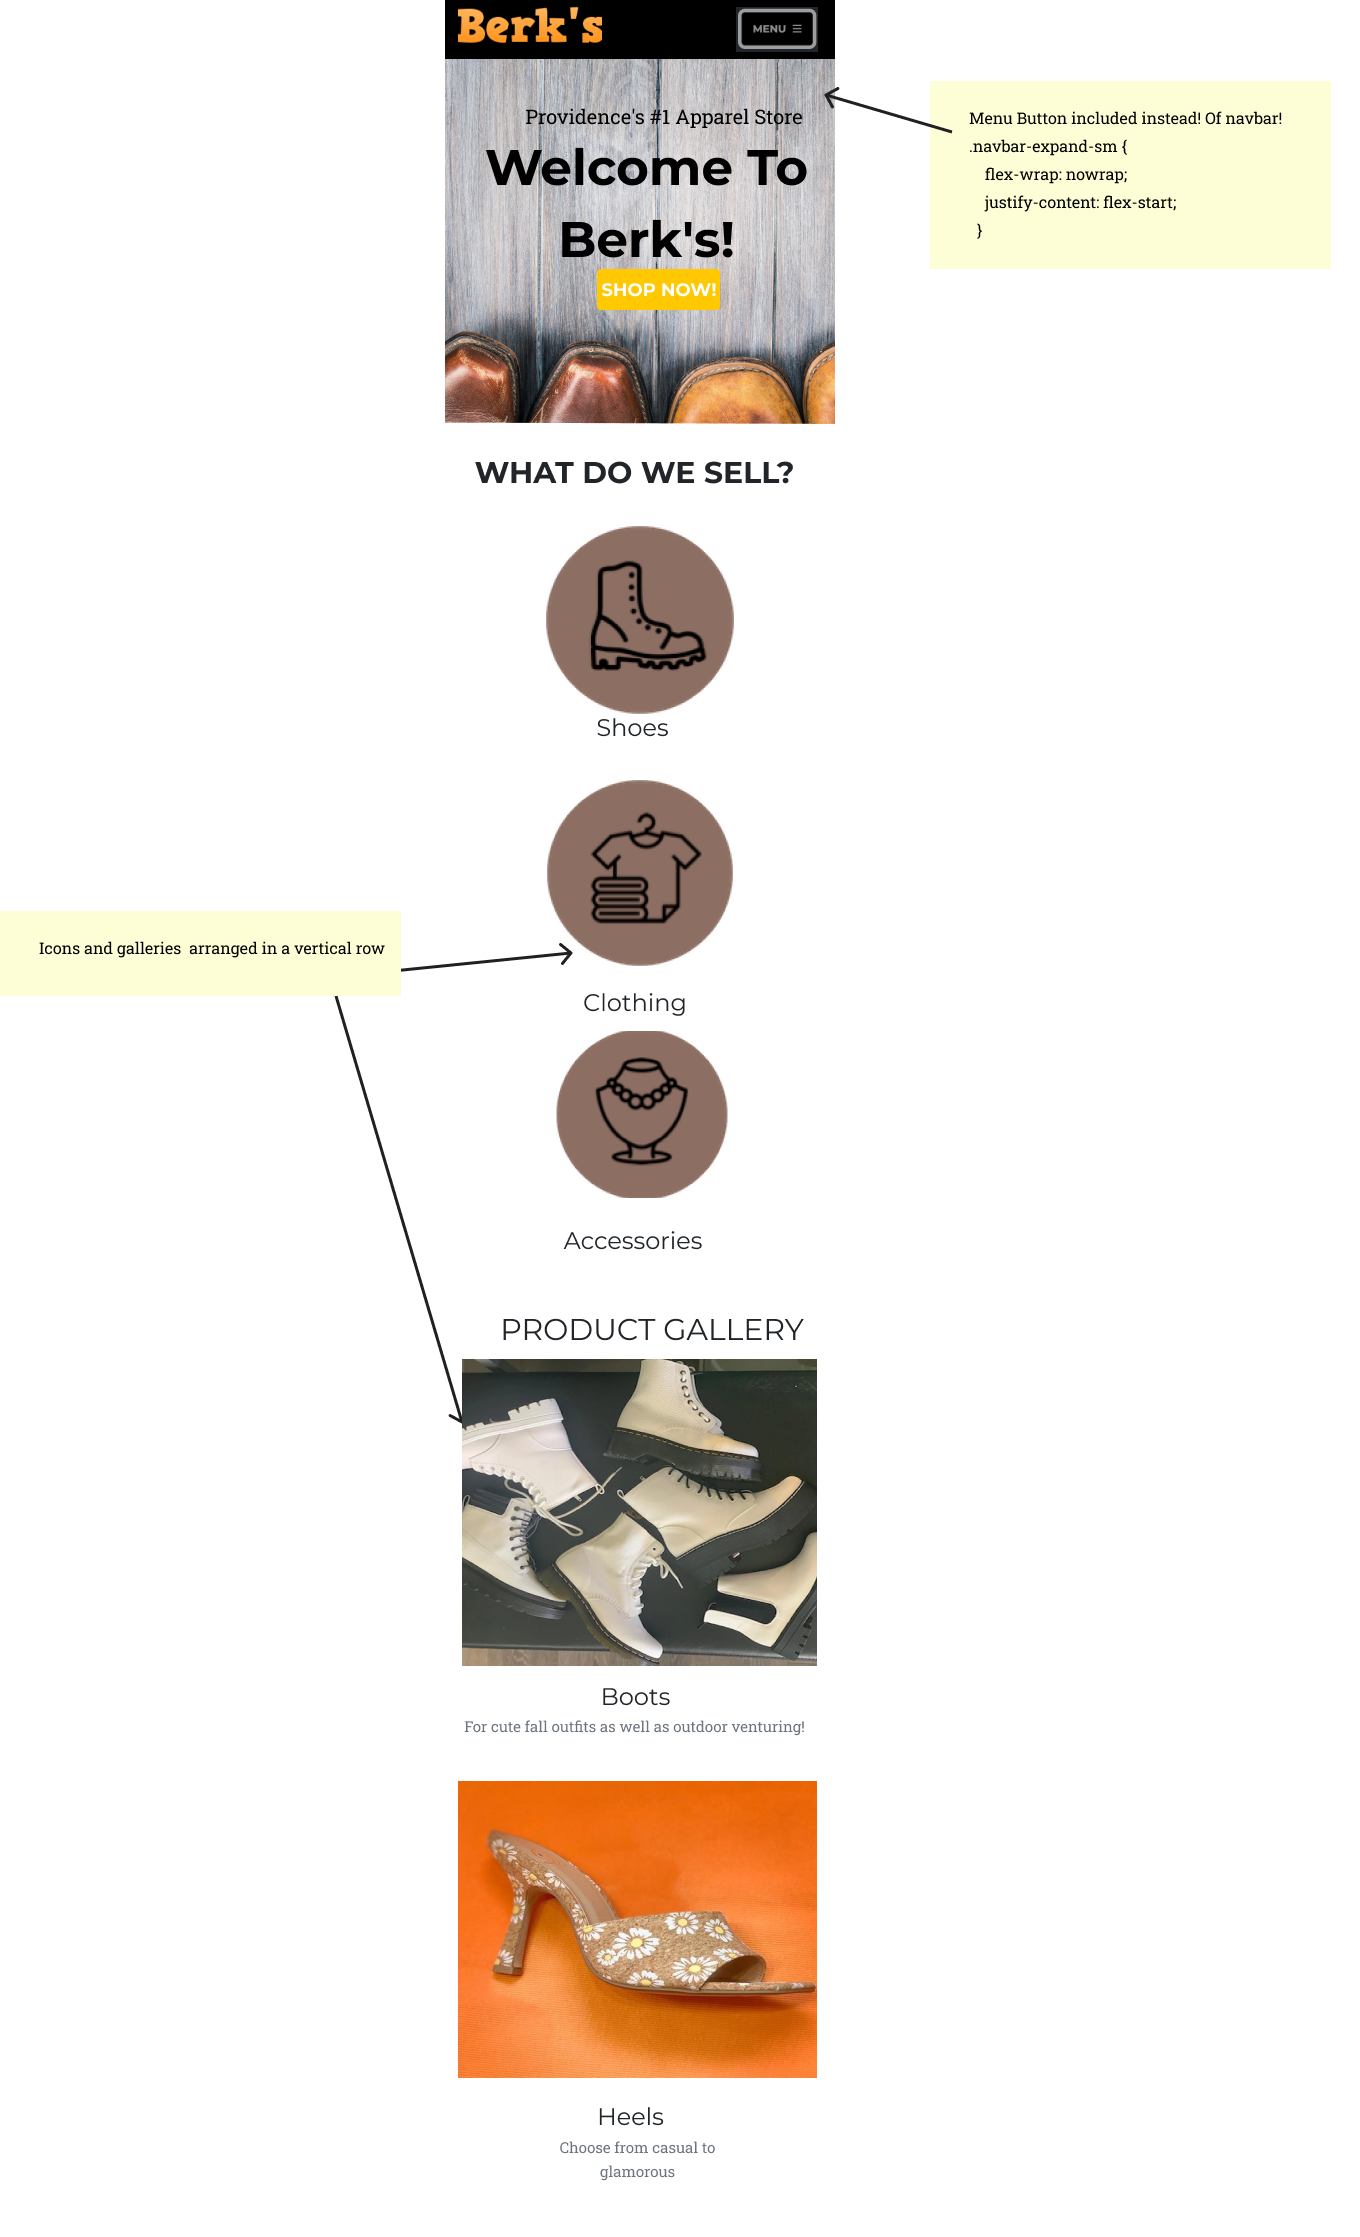 Berk's
MENU ≡
Providence's #1 Apparel Store
Welcome To
Berk's!
SHOP NOW!
Menu Button included instead! Of navbar!
.navbar-expand-sm {
flex-wrap: nowrap;
justify-content: flex-start;
}
WHAT DO WE SELL?
Shoes
Icons and galleries  arranged in a vertical row
Clothing
Accessories
PRODUCT GALLERY
Boots
For cute fall outfits as well as outdoor venturing!
Heels
Choose from casual to
glamorous